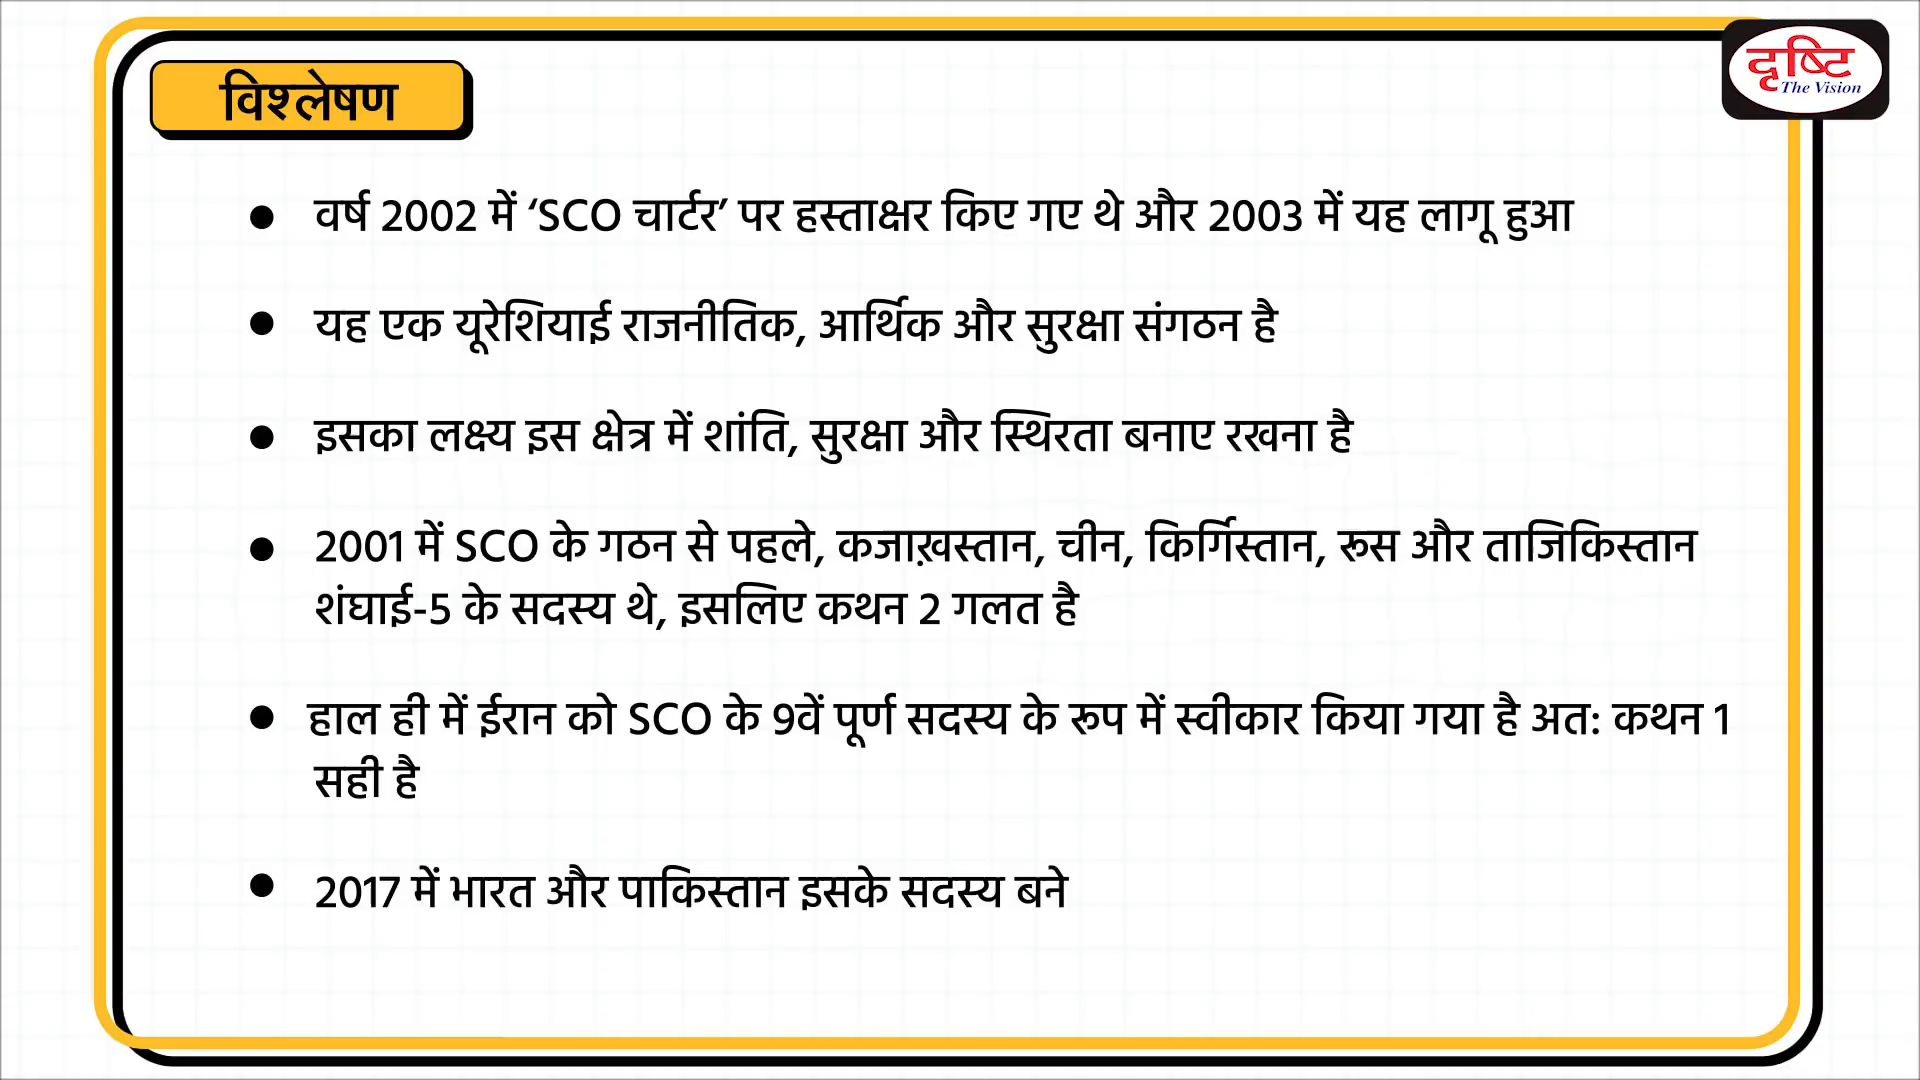 विश्लेषण
दृष्टि
The Vision
● वर्ष 2002 में ‘SCO चार्टर’ पर हस्ताक्षर किए गए थे और 2003 में यह लागू हुआ
● यह एक यूरेशियाई राजनीतिक, आर्थिक और सुरक्षा संगठन है
● इसका लक्ष्य इस क्षेत्र में शांति, सुरक्षा और स्थिरता बनाए रखना है
● 2001 में SCO के गठन से पहले, कजाख़स्तान, चीन, किर्गिस्तान, रूस और ताजिकिस्तान
शंघाई-5 के सदस्य थे, इसलिए कथन 2 गलत है
● हाल ही में ईरान को SCO के 9वें पूर्ण सदस्य के रूप में स्वीकार किया गया है अत: कथन 1
सही है
● 2017 में भारत और पाकिस्तान इसके सदस्य बने